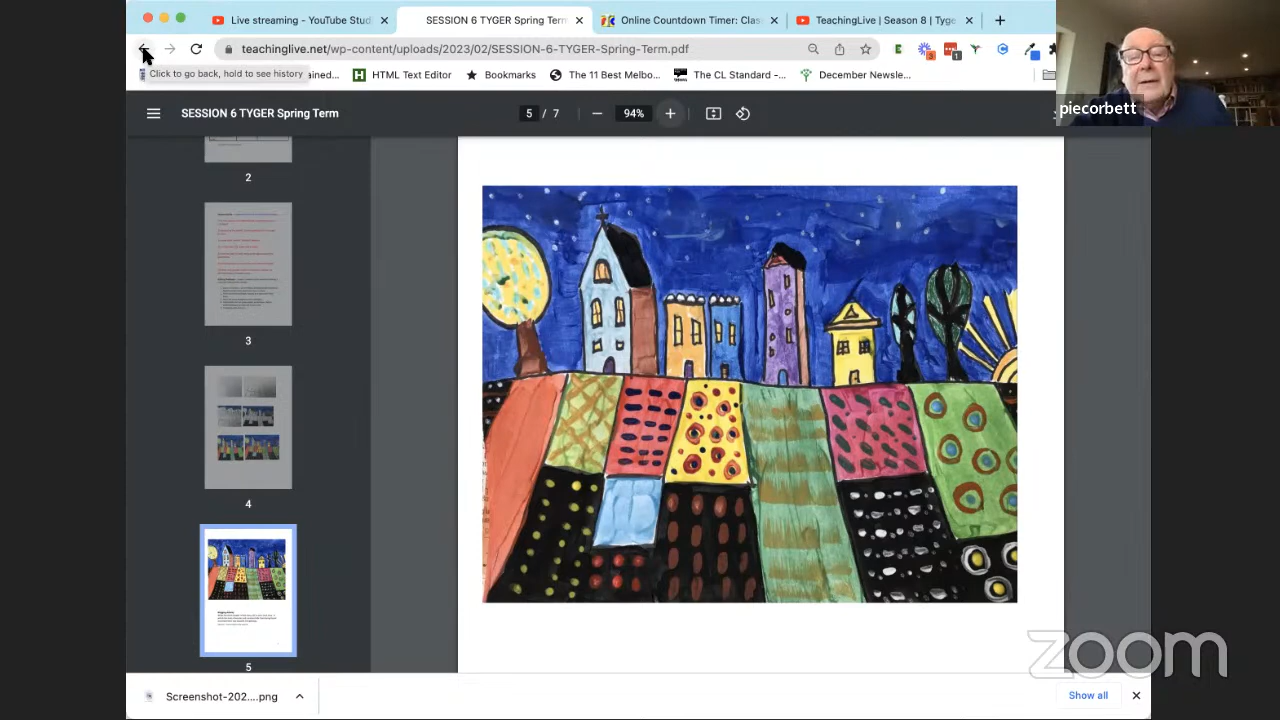 Live streaming - YouTube Stud
SESSION 6 TYGER Spring Term
Online Countdown Timer: Clas
TeachingLive | Season 8 | Tyge
teachinglive.net/wp-content/uploads/2023/02/SESSION-6-TYGER-Spring-Term.pdf
3
1
Click to go back, hold to see history
ined...
HTML Text Editor
Bookmarks
The 11 Best Melbo...
The CL Standard -...
December Newsle...
piecorbett
SESSION 6 TYGER Spring Term
5 / 7
94%
2
3
4
5
zoom
Screenshot-202....png
Show all